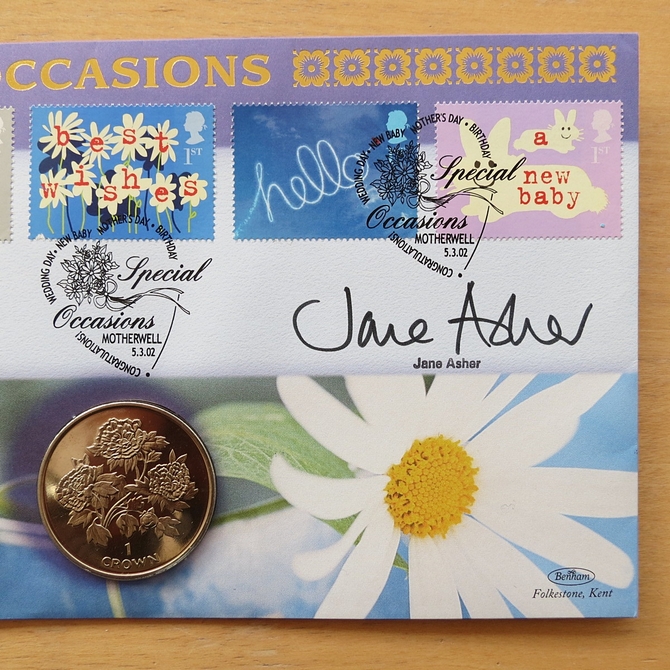 OCCASIONS
best
wishes
1ST
hello
a
new
baby
1ST
WEDDING DAY · NEW BABY MOTHER'S DAY · BIRTHDAY
Special
Occasions
MOTHERWELL
5.3.02
CONGRATULATIONS
WEDDING DAY · NEW BABY MOTHER'S DAY · BIRTHDAY
Special
Occasions
MOTHERWELL
5.3.02
CONGRATULATIONS
Jane Asher
Jane Asher
1
CROWN
Benham
Folkestone, Kent